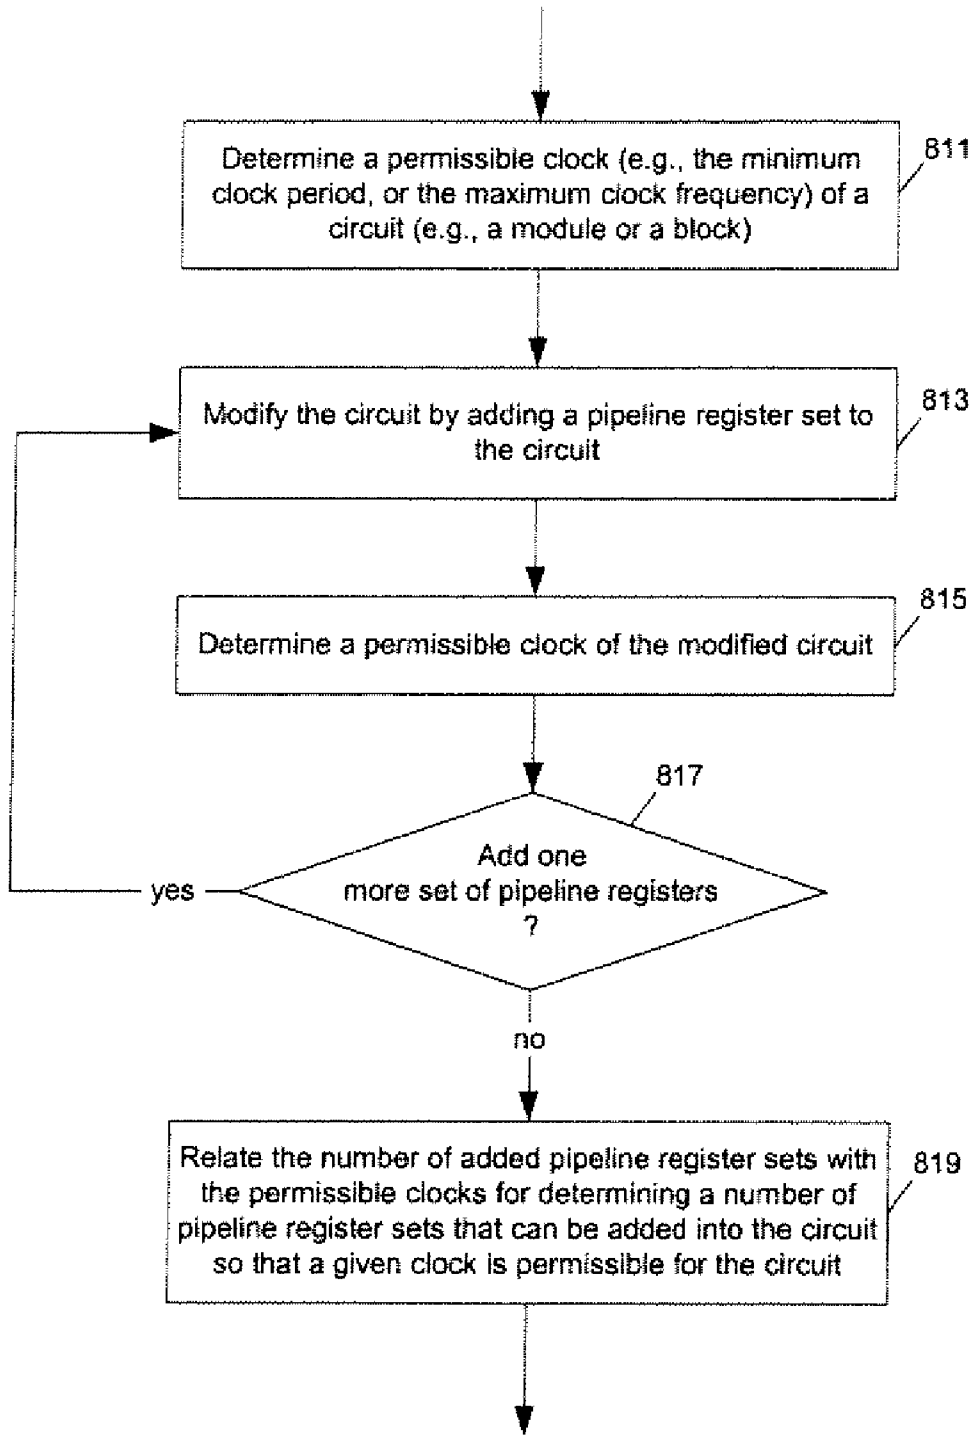 Determine a permissible clock (e.g., the minimum
clock period, or the maximum clock frequency) of a
circuit (e.g., a module or a block)
811
Modify the circuit by adding a pipeline register set to
the circuit
813
Determine a permissible clock of the modified circuit
815
817
Add one
more set of pipeline registers
?
yes
no
Relate the number of added pipeline register sets with
the permissible clocks for determining a number of
pipeline register sets that can be added into the circuit
so that a given clock is permissible for the circuit
819